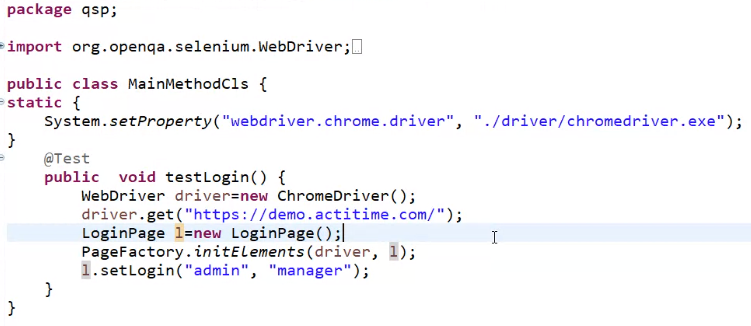 package qsp;
import org.openqa.selenium.WebDriver;
public class MainMethodCls {
static {
System.setProperty("webdriver.chrome.driver", "./driver/chromedriver.exe");
}
@Test
public  void testLogin() {
WebDriver driver=new ChromeDriver();
driver.get("https://demo.actitime.com/");
LoginPage l=new LoginPage();
PageFactory.initElements(driver, l);
l.setLogin("admin", "manager");
}
}